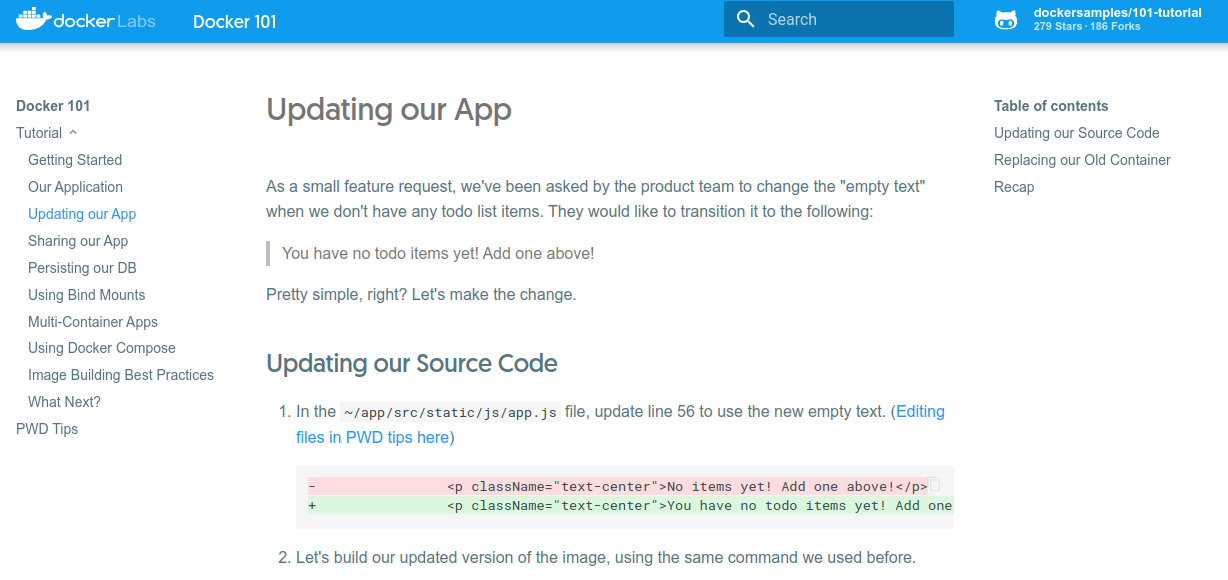 dockerLabs
Docker 101
Search
dockersamples/101-tutorial
279 Stars · 186 Forks
Docker 101
Tutorial
Getting Started
Our Application
Updating our App
Sharing our App
Persisting our DB
Using Bind Mounts
Multi-Container Apps
Using Docker Compose
Image Building Best Practices
What Next?
PWD Tips
Updating our App
As a small feature request, we've been asked by the product team to change the "empty text"
when we don't have any todo list items. They would like to transition it to the following:
You have no todo items yet! Add one above!
Pretty simple, right? Let's make the change.
Updating our Source Code
1. In the ~/app/src/static/js/app.js file, update line 56 to use the new empty text. (Editing
files in PWD tips here)
-                <p className="text-center">No items yet! Add one above!</p>
+                <p className="text-center">You have no todo items yet! Add one
2. Let's build our updated version of the image, using the same command we used before.
Table of contents
Updating our Source Code
Replacing our Old Container
Recap